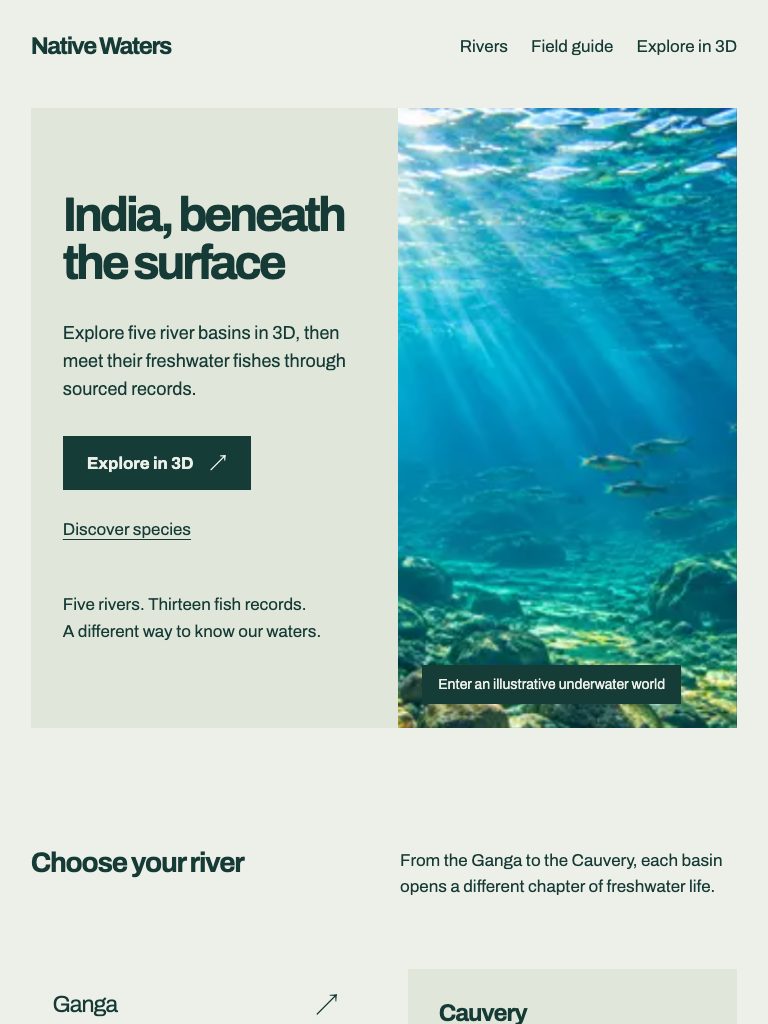 Native Waters
Rivers
Field guide
Explore in 3D
India, beneath
the surface
Explore five river basins in 3D, then
meet their freshwater fishes through
sourced records.
Explore in 3D
Discover species
Five rivers. Thirteen fish records.
A different way to know our waters.
Enter an illustrative underwater world
Choose your river
From the Ganga to the Cauvery, each basin
opens a different chapter of freshwater life.
Ganga
Cauvery